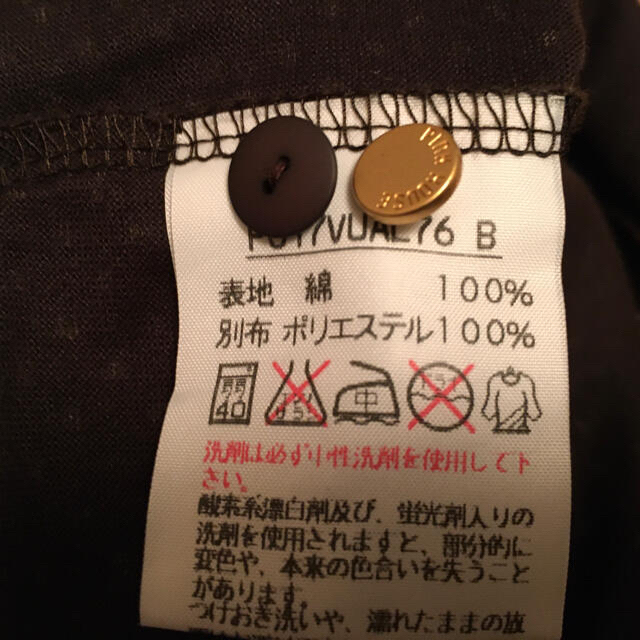 PINK HOUSE
76 B
表地 綿 100%
別布 ポリエステル100%
40
中
洗剤は必ず中性洗剤を使用して下
さい。
酸素系漂白剤及び、蛍光剤入りの
洗剤を使用されますと、部分的に
変色や、本来の色合いを失うこと
があります。
つけおき洗いや、濡れたままの放